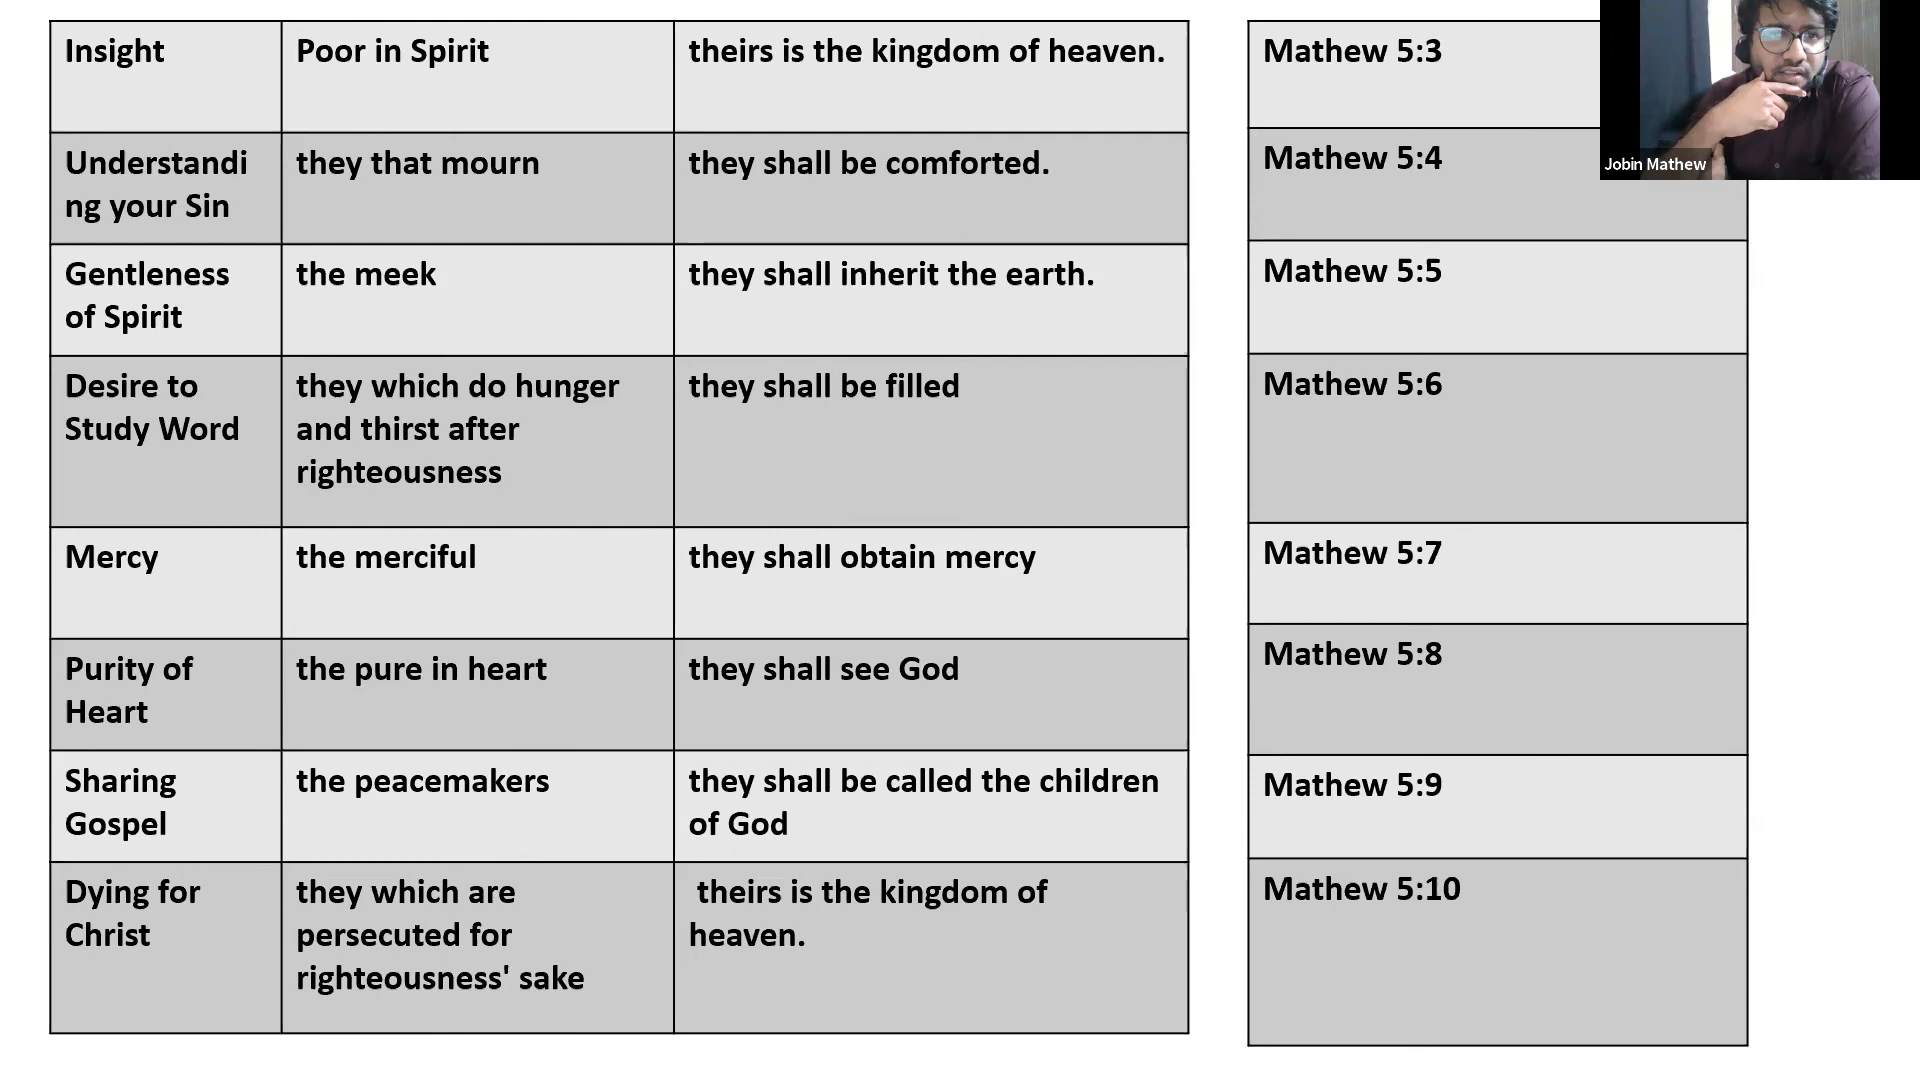 Insight
Poor in Spirit
theirs is the kingdom of heaven.
Mathew 5:3
Understandi
ng your Sin
they that mourn
they shall be comforted.
Mathew 5:4
Jobin Mathew
Gentleness
of Spirit
the meek
they shall inherit the earth.
Mathew 5:5
Desire to
Study Word
they which do hunger
and thirst after
righteousness
they shall be filled
Mathew 5:6
Mercy
the merciful
they shall obtain mercy
Mathew 5:7
Purity of
Heart
the pure in heart
they shall see God
Mathew 5:8
Sharing
Gospel
the peacemakers
they shall be called the children
of God
Mathew 5:9
Dying for
Christ
they which are
persecuted for
righteousness' sake
theirs is the kingdom of
heaven.
Mathew 5:10